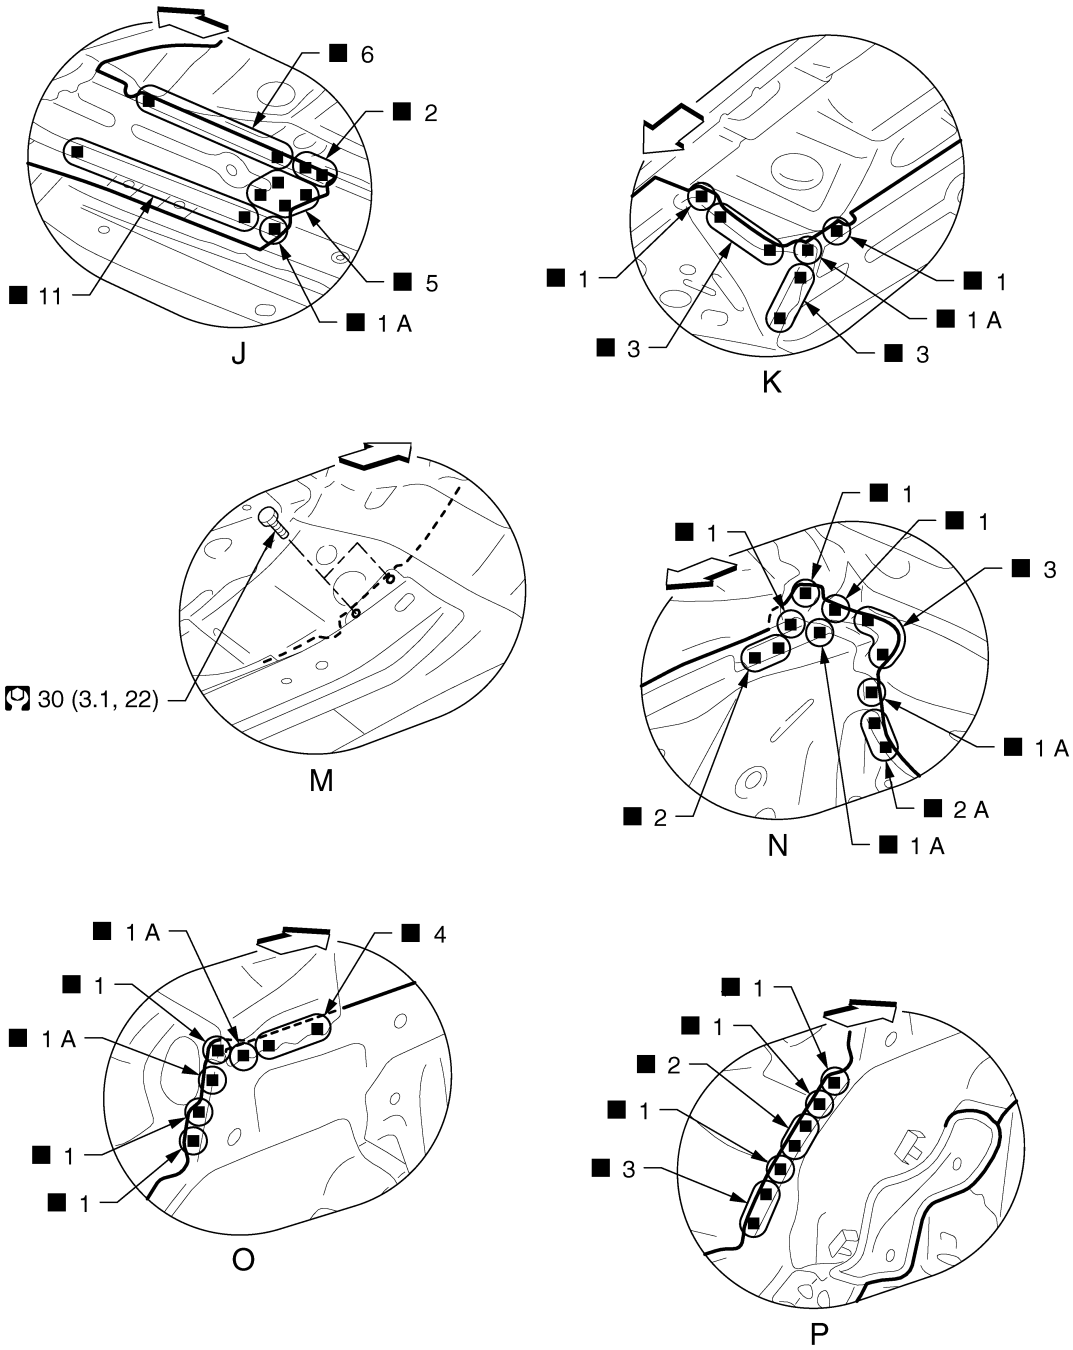 ■ 6
■ 2
■ 11
■ 5
■ 1 A
J
■ 1
■ 3
■ 1
■ 1 A
■ 3
K
30 (3.1, 22)
M
■ 1
■ 1
■ 1
■ 3
■ 1 A
■ 2 A
■ 2
■ 1 A
N
■ 1 A
■ 4
■ 1
■ 1 A
■ 1
■ 1
O
■ 1
■ 1
■ 2
■ 1
■ 3
P